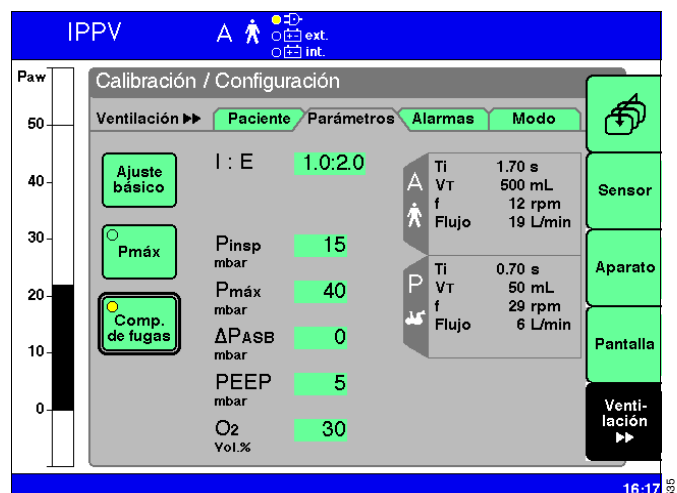 IPPV A ext.
int.
Paw
50
40
30
20
10
0
Calibración / Configuración
Ventilación Paciente Parámetros Alarmas Modo
Ajuste
básico
Pmáx
Comp.
de fugas
I : E 1.0:2.0
Pinsp 15
mbar
Pmáx 40
mbar
ΔPASB 0
mbar
PEEP 5
mbar
O2 30
Vol.%
A
Ti 1.70 s
VT 500 mL
f 12 rpm
Flujo 19 L/min
P
Ti 0.70 s
VT 50 mL
f 29 rpm
Flujo 6 L/min
Sensor
Aparato
Pantalla
Venti-
lación
16:17